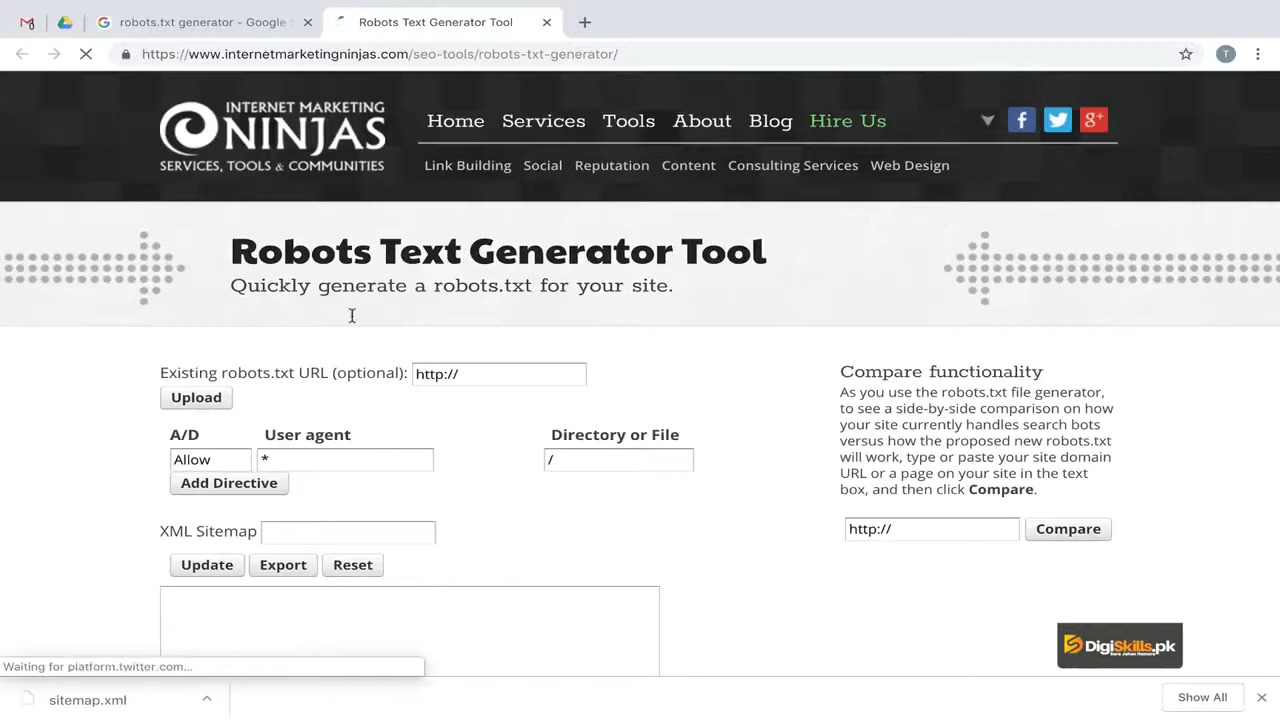 robots.txt generator - Google
Robots Text Generator Tool
https://www.internetmarketingninjas.com/seo-tools/robots-txt-generator/
T
INTERNET MARKETING
NINJAS
SERVICES, TOOLS & COMMUNITIES
Home Services Tools About Blog Hire Us
Link Building Social Reputation Content Consulting Services Web Design
Robots Text Generator Tool
Quickly generate a robots.txt for your site.
Existing robots.txt URL (optional): http://
Upload
A/D User agent Directory or File
Allow * /
Add Directive
XML Sitemap
Update Export Reset
Compare functionality
As you use the robots.txt file generator,
to see a side-by-side comparison on how
your site currently handles search bots
versus how the proposed new robots.txt
will work, type or paste your site domain
URL or a page on your site in the text
box, and then click Compare.
http:// Compare
DigiSkills.pk
Waiting for platform.twitter.com...
sitemap.xml
Show All